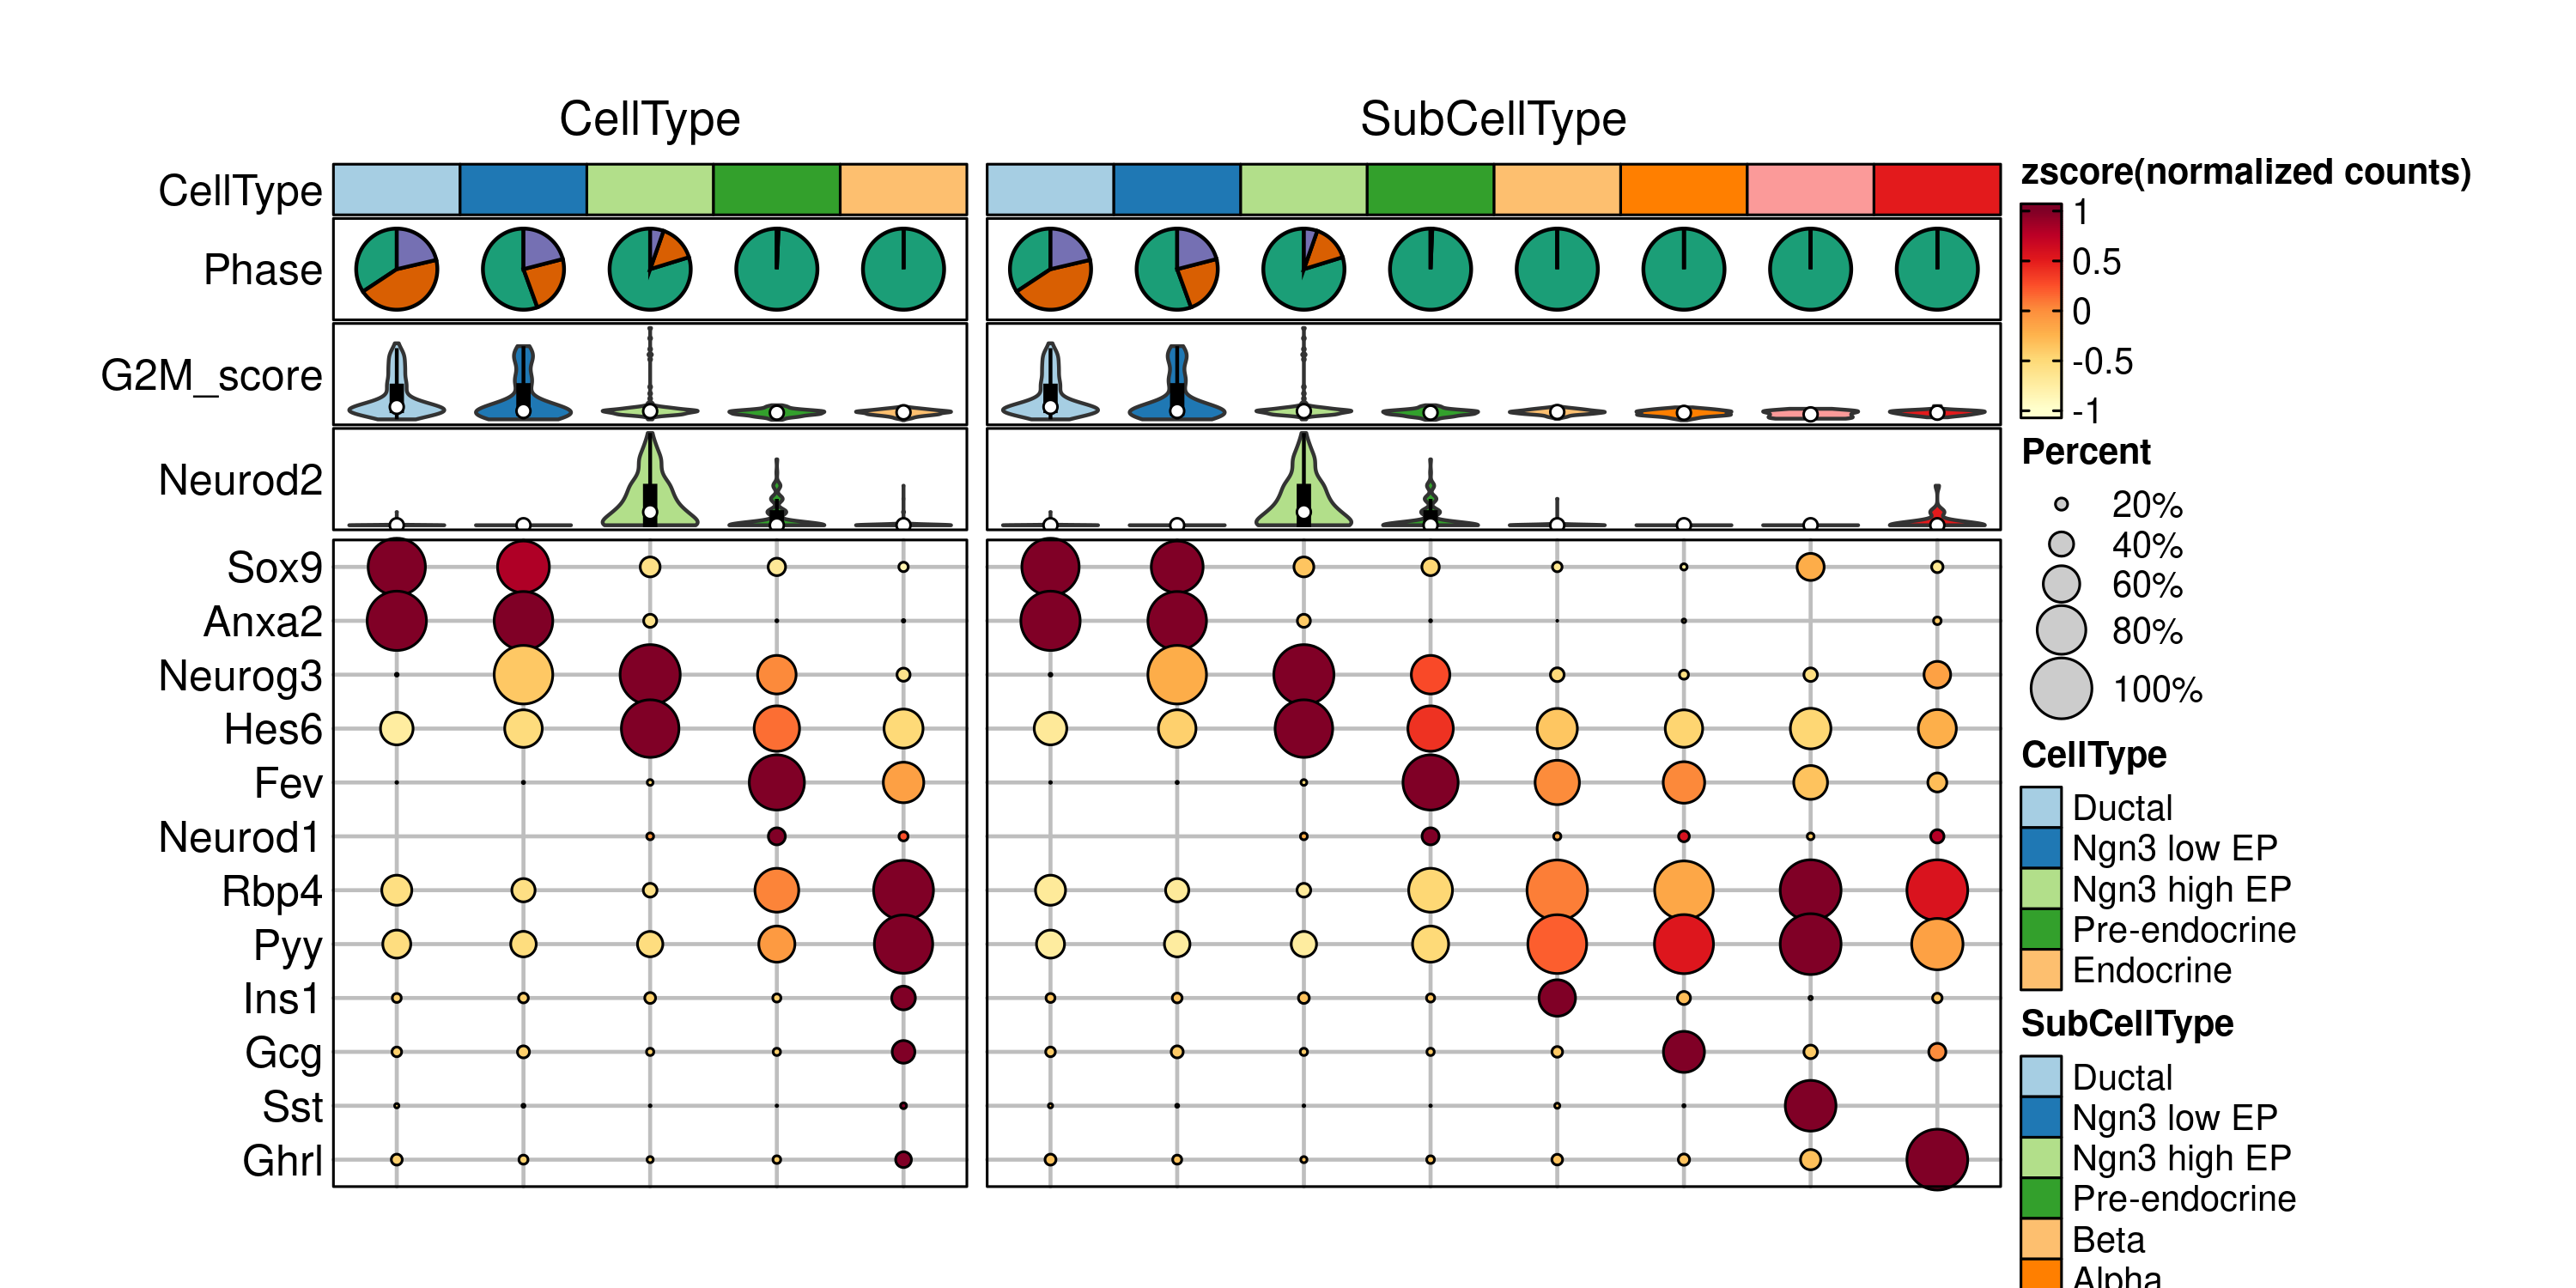 CellType
SubCellType
CellType
Phase
G2M_score
Neurod2
Sox9
Anxa2
Neurog3
Hes6
Fev
Neurod1
Rbp4
Pyy
Ins1
Gcg
Sst
Ghrl
zscore(normalized counts)
1
0.5
0
-0.5
-1
Percent
20%
40%
60%
80%
100%
CellType
Ductal
Ngn3 low EP
Ngn3 high EP
Pre-endocrine
Endocrine
SubCellType
Ductal
Ngn3 low EP
Ngn3 high EP
Pre-endocrine
Beta
Alpha